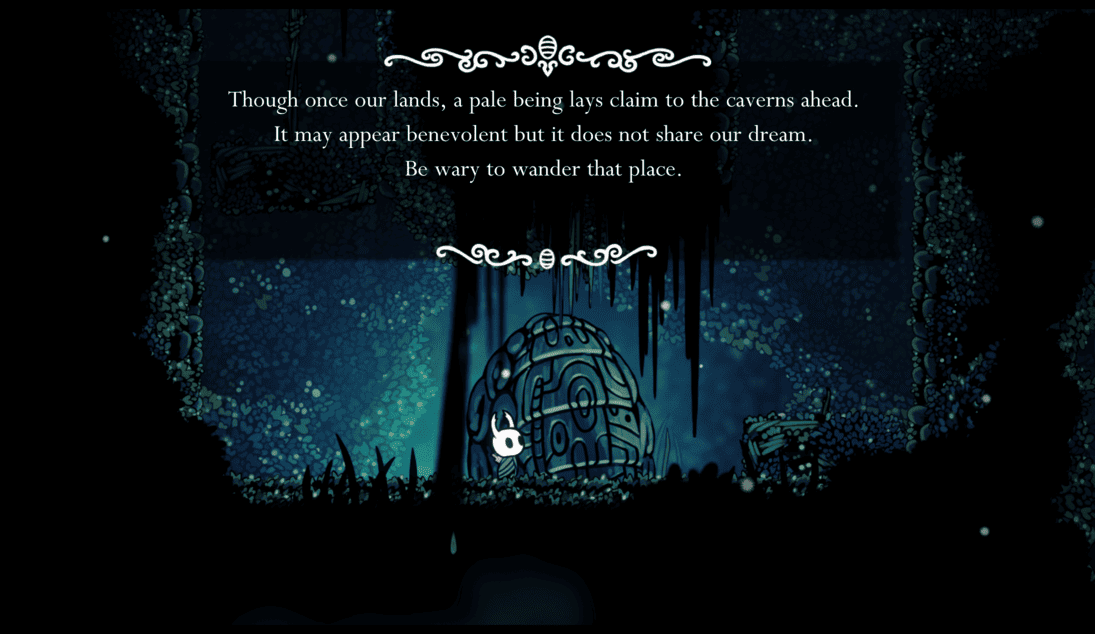 Though once our lands, a pale being lays claim to the caverns ahead.
It may appear benevolent but it does not share our dream.
Be wary to wander that place.